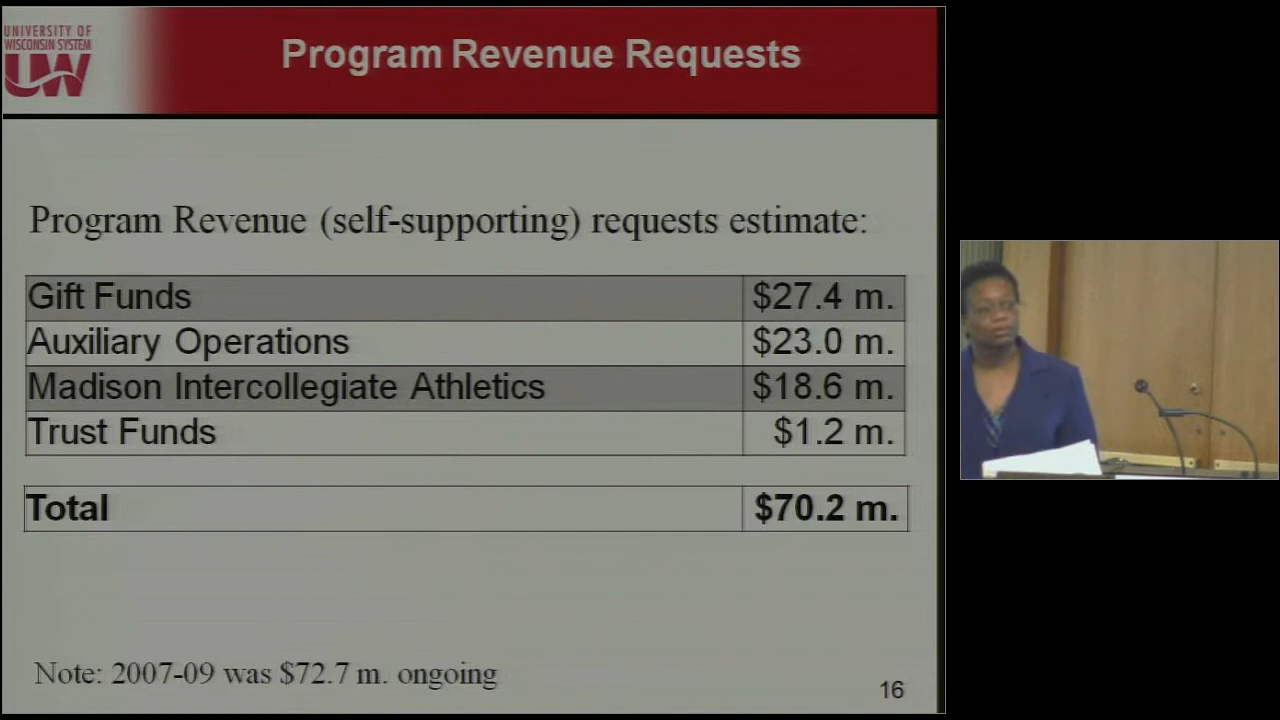 UNIVERSITY OF
WISCONSIN SYSTEM
UW
Program Revenue Requests
Program Revenue (self-supporting) requests estimate:
Gift Funds $27.4 m.
Auxiliary Operations $23.0 m.
Madison Intercollegiate Athletics $18.6 m.
Trust Funds $1.2 m.
Total $70.2 m.
Note: 2007-09 was $72.7 m. ongoing
16